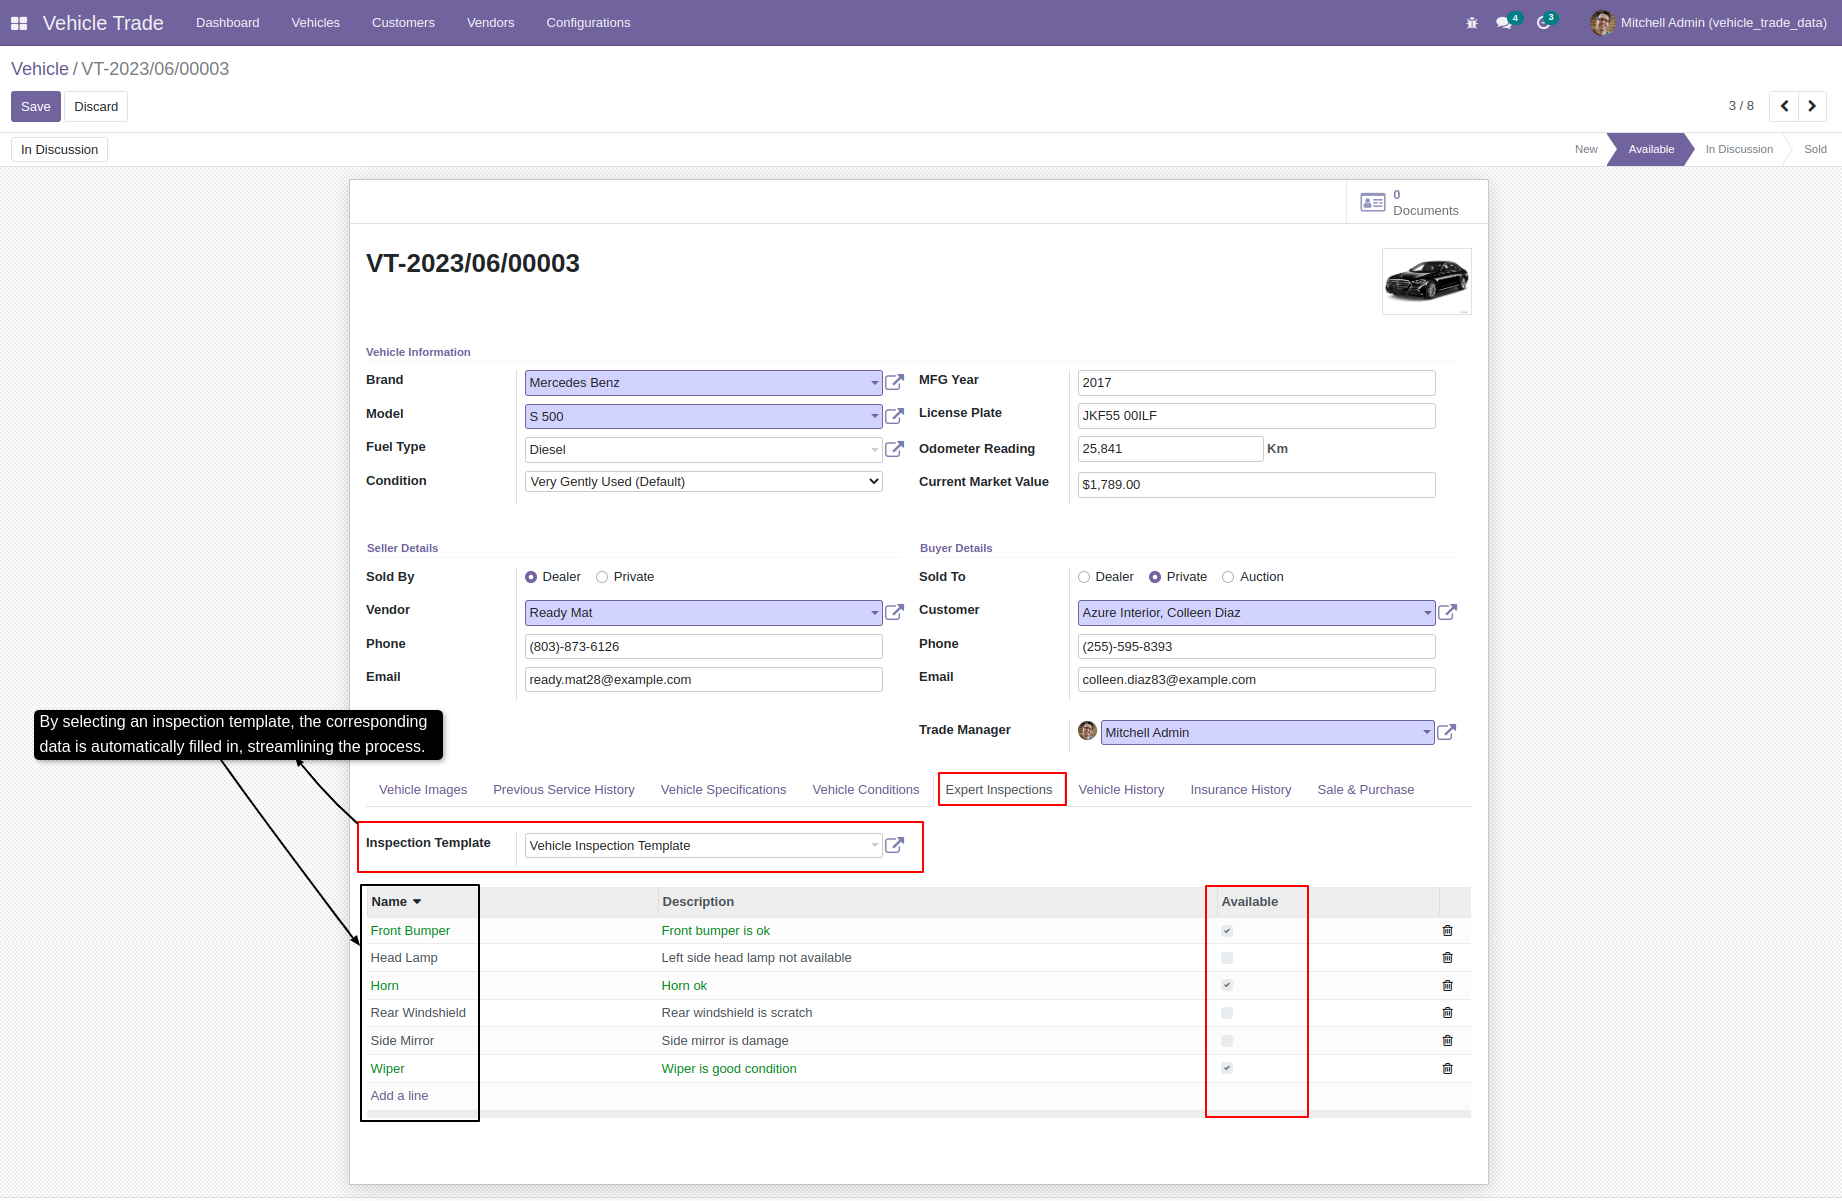 Vehicle Trade Dashboard Vehicles Customers Vendors Configurations 4 3 Mitchell Admin (vehicle_trade_data)
Vehicle / VT-2023/06/00003
Save Discard 3 / 8
In Discussion New Available In Discussion Sold
0
Documents
VT-2023/06/00003
Vehicle Information
Brand Mercedes Benz MFG Year 2017
Model S 500 License Plate JKF55 00ILF
Fuel Type Diesel Odometer Reading 25,841 Km
Condition Very Gently Used (Default) Current Market Value $1,789.00
Seller Details Buyer Details
Sold By Dealer Private Sold To Dealer Private Auction
Vendor Ready Mat Customer Azure Interior, Colleen Diaz
Phone (803)-873-6126 Phone (255)-595-8393
Email ready.mat28@example.com Email colleen.diaz83@example.com
Trade Manager Mitchell Admin
By selecting an inspection template, the corresponding
data is automatically filled in, streamlining the process.
Vehicle Images Previous Service History Vehicle Specifications Vehicle Conditions Expert Inspections Vehicle History Insurance History Sale & Purchase
Inspection Template Vehicle Inspection Template
Name Description Available
Front Bumper Front bumper is ok
Head Lamp Left side head lamp not available
Horn Horn ok
Rear Windshield Rear windshield is scratch
Side Mirror Side mirror is damage
Wiper Wiper is good condition
Add a line